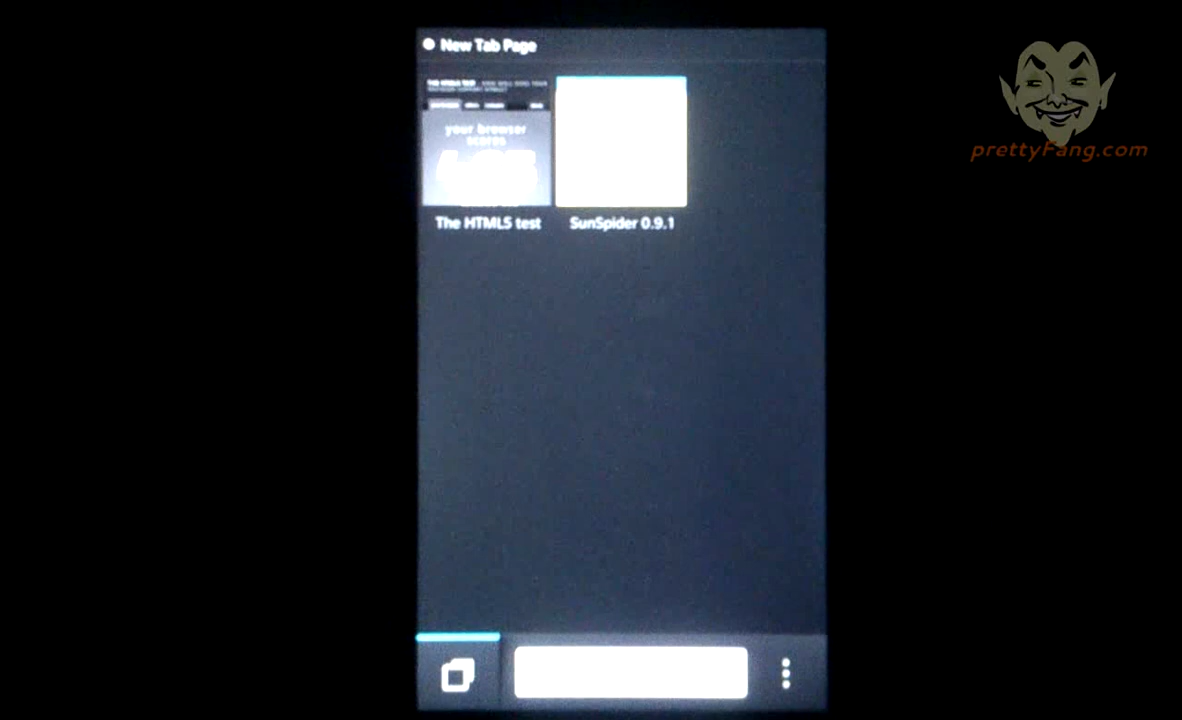 New Tab Page
your browser
scores
The HTML5 test
SunSpider 0.9.1
prettyFang.com